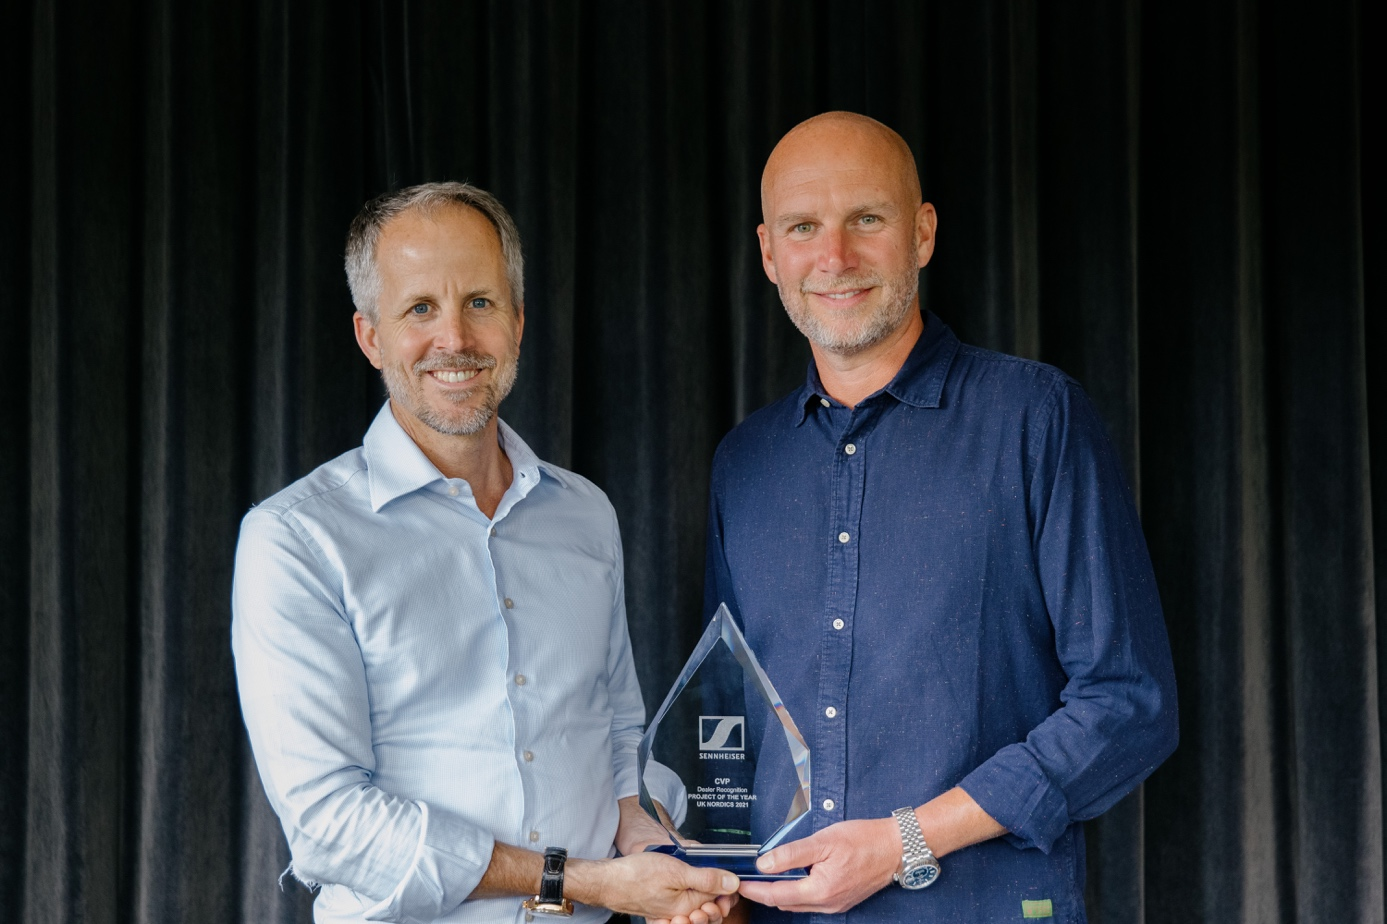 SENNHEISER
CVP
Dealer Recognition
PROJECT OF THE YEAR
UK NORDICS 2021